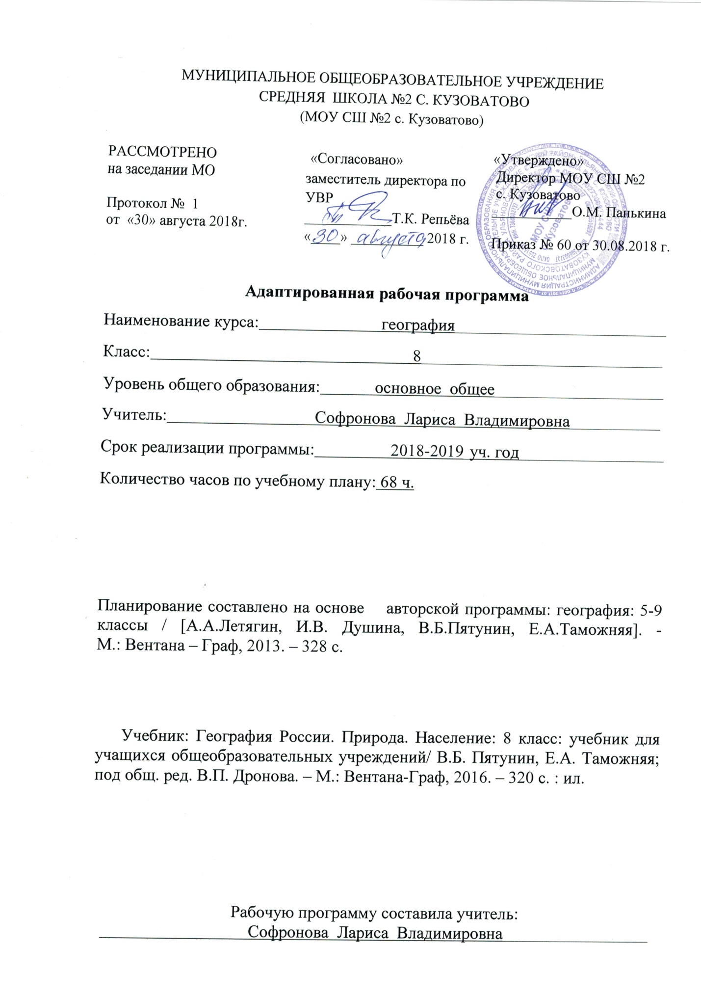 МУНИЦИПАЛЬНОЕ ОБЩЕОБРАЗОВАТЕЛЬНОЕ УЧРЕЖДЕНИЕ
СРЕДНЯЯ ШКОЛА №2 С. КУЗОВАТОВО
(МОУ СШ №2 с. Кузоватово)
РАССМОТРЕНО
на заседании МО
Протокол № 1
от «30» августа 2018г.
«Согласовано»
заместитель директора по
УВР
____________Т.К. Репьёва
«30» августа 2018 г.
«Утверждено»
Директор МОУ СШ №2
с. Кузоватово
___________О.М. Панькина
Приказ № 60 от 30.08.2018 г.
МОУ СШ
Адаптированная рабочая программа
Наименование курса: география
Класс: 8
Уровень общего образования: основное общее
Учитель: Софронова Лариса Владимировна
Срок реализации программы: 2018-2019 уч. год
Количество часов по учебному плану: 68 ч.
Планирование составлено на основе авторской программы: география: 5-9
классы / [А.А.Летягин, И.В. Душина, В.Б.Пятунин, Е.А.Таможняя]. -
М.: Вентана – Граф, 2013. – 328 с.
Учебник: География России. Природа. Население: 8 класс: учебник для
учащихся общеобразовательных учреждений/ В.Б. Пятунин, Е.А. Таможняя;
под общ. ред. В.П. Дронова. – М.: Вентана-Граф, 2016. – 320 с. : ил.
Рабочую программу составила учитель:
Софронова Лариса Владимировна